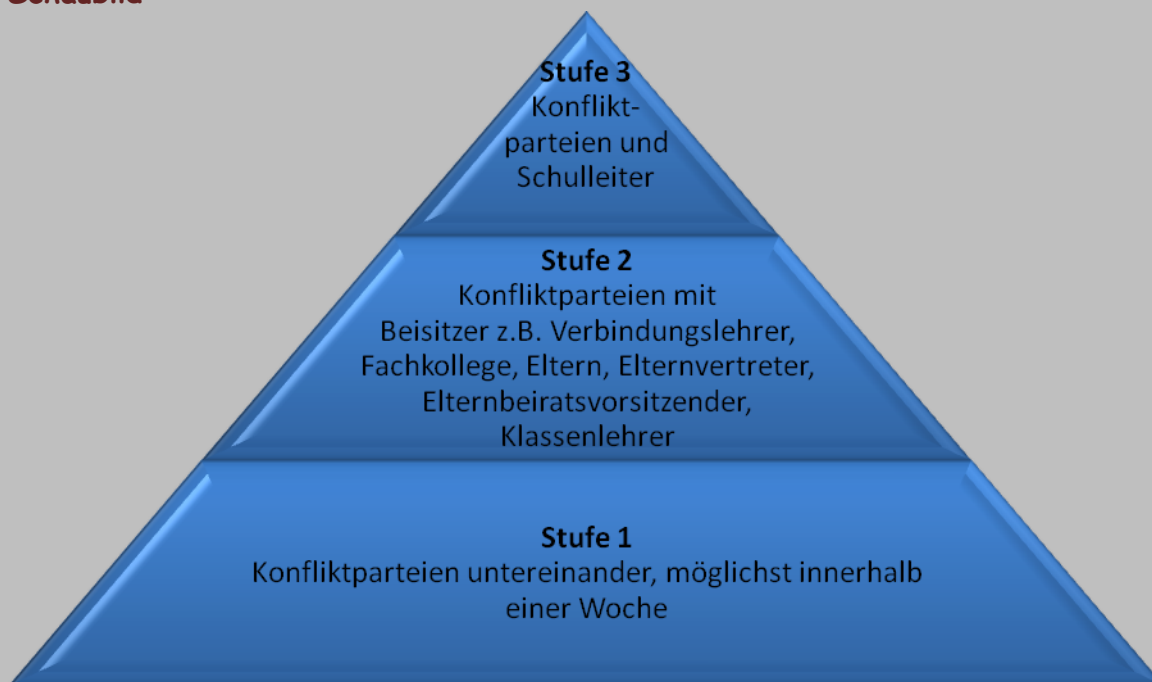 Schaubild
Stufe 3
Konflikt-
parteien und
Schulleiter
Stufe 2
Konfliktparteien mit
Beisitzer z.B. Verbindungslehrer,
Fachkollege, Eltern, Elternvertreter,
Elternbeiratsvorsitzender,
Klassenlehrer
Stufe 1
Konfliktparteien untereinander, möglichst innerhalb
einer Woche